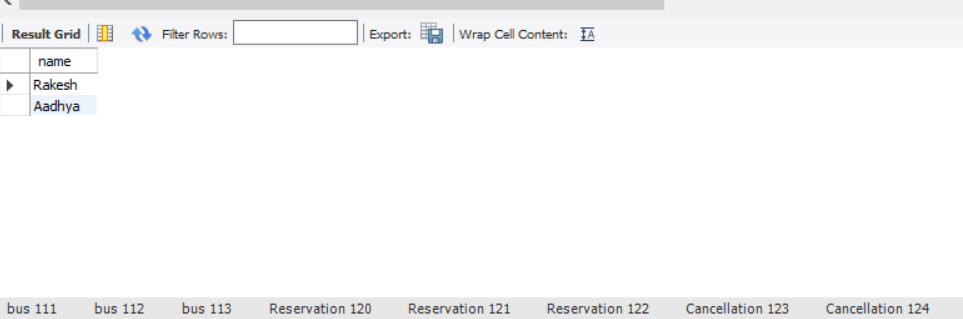 Result Grid Filter Rows: Export: Wrap Cell Content: IA
name
Rakesh
Aadhya
bus 111 bus 112 bus 113 Reservation 120 Reservation 121 Reservation 122 Cancellation 123 Cancellation 124